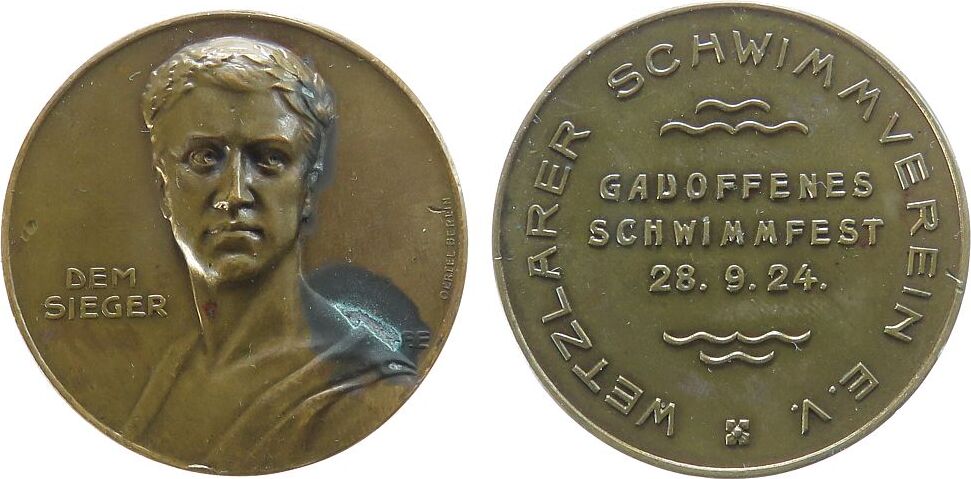 DEM
SIEGER
OERTEL BERLIN
WETZLARER SCHWIMMVEREIN E.V.
GAUOFFENES
SCHWIMMFEST
28. 9. 24.